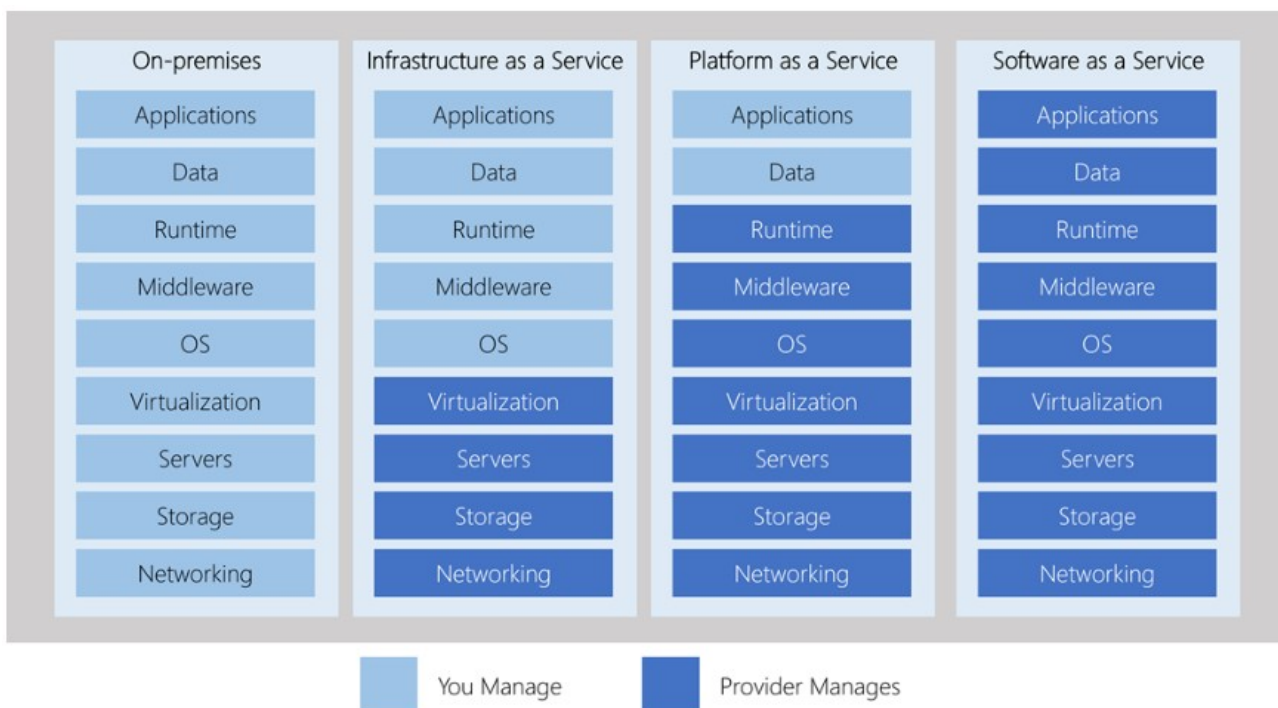 On-premises
Applications
Data
Runtime
Middleware
OS
Virtualization
Servers
Storage
Networking
Infrastructure as a Service
Applications
Data
Runtime
Middleware
OS
Virtualization
Servers
Storage
Networking
Platform as a Service
Applications
Data
Runtime
Middleware
OS
Virtualization
Servers
Storage
Networking
Software as a Service
Applications
Data
Runtime
Middleware
OS
Virtualization
Servers
Storage
Networking
You Manage
Provider Manages